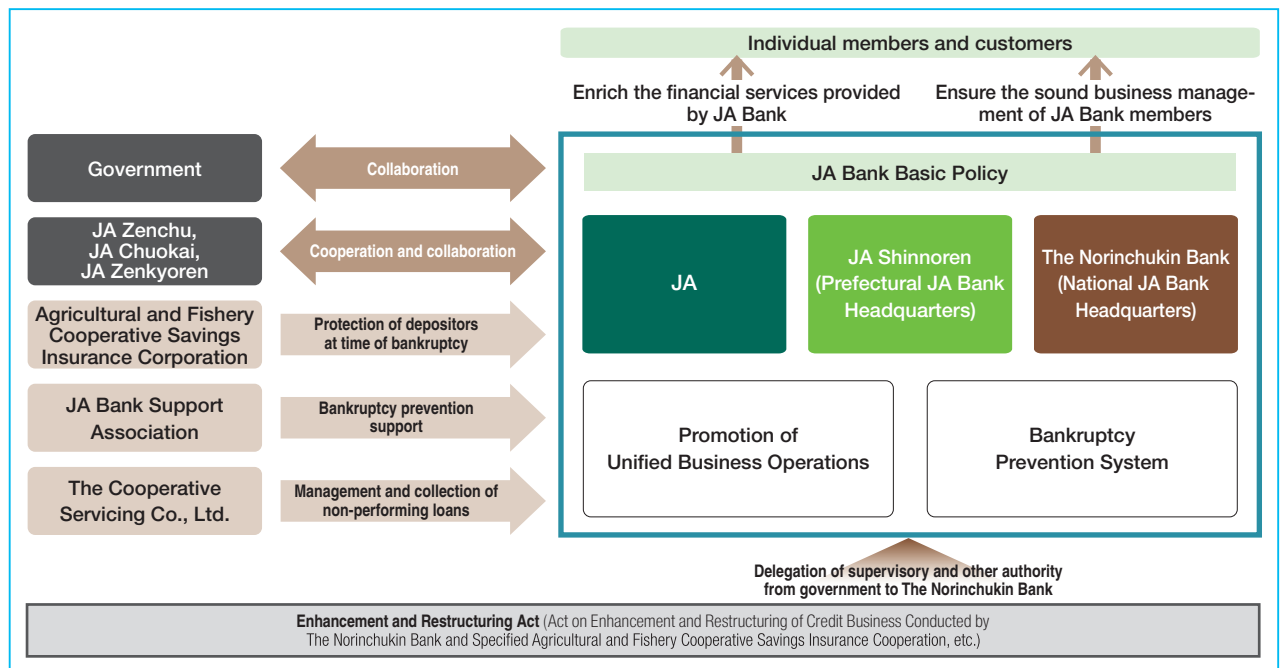 Individual members and customers
Enrich the financial services provided
by JA Bank
Ensure the sound business manage-
ment of JA Bank members
Government
Collaboration
JA Bank Basic Policy
JA Zenchu,
JA Chuokai,
JA Zenkyoren
Cooperation and collaboration
JA
JA Shinnoren
(Prefectural JA Bank
Headquarters)
The Norinchukin Bank
(National JA Bank
Headquarters)
Agricultural and Fishery
Cooperative Savings
Insurance Corporation
Protection of depositors
at time of bankruptcy
JA Bank Support
Association
Bankruptcy prevention
support
Promotion of
Unified Business Operations
Bankruptcy
Prevention System
The Cooperative
Servicing Co., Ltd.
Management and collection of
non-performing loans
Delegation of supervisory and other authority
from government to The Norinchukin Bank
Enhancement and Restructuring Act (Act on Enhancement and Restructuring of Credit Business Conducted by
The Norinchukin Bank and Specified Agricultural and Fishery Cooperative Savings Insurance Cooperation, etc.)